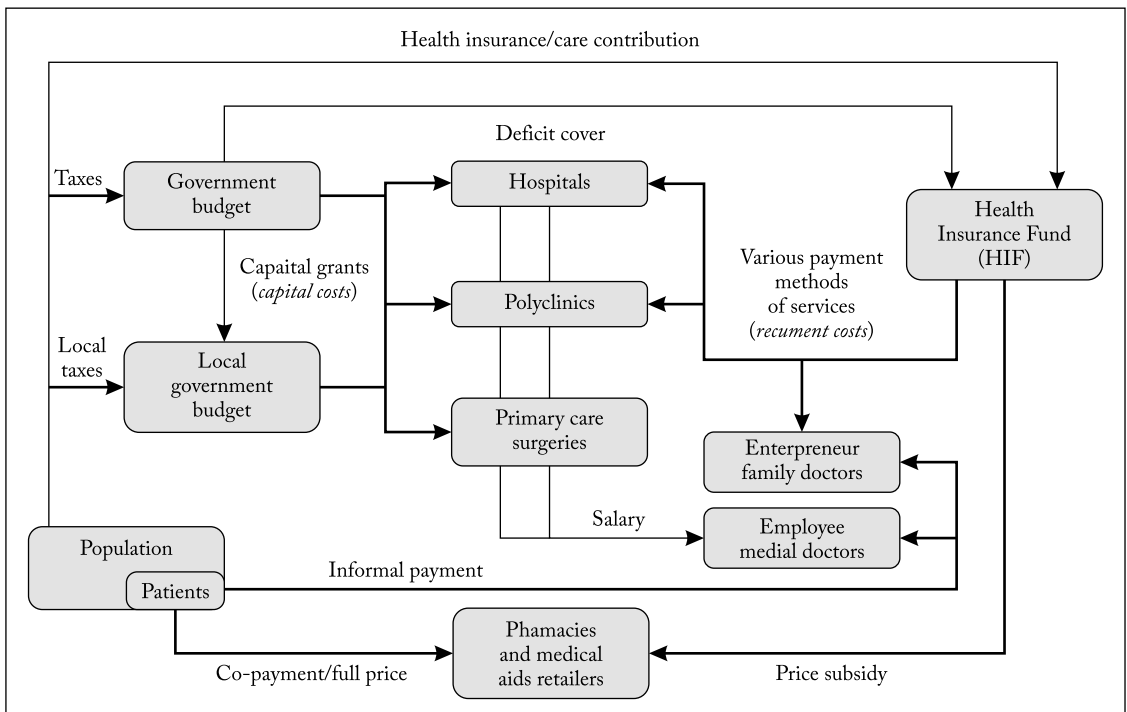 Health insurance/care contribution
Deficit cover
Taxes
Government
budget
Hospitals
Health
Insurance Fund
(HIF)
Capaital grants
(capital costs)
Various payment
methods
of services
(recument costs)
Polyclinics
Local
taxes
Local
government
budget
Primary care
surgeries
Enterpreneur
family doctors
Salary
Employee
medial doctors
Population
Patients
Informal payment
Phamacies
and medical
aids retailers
Co-payment/full price
Price subsidy